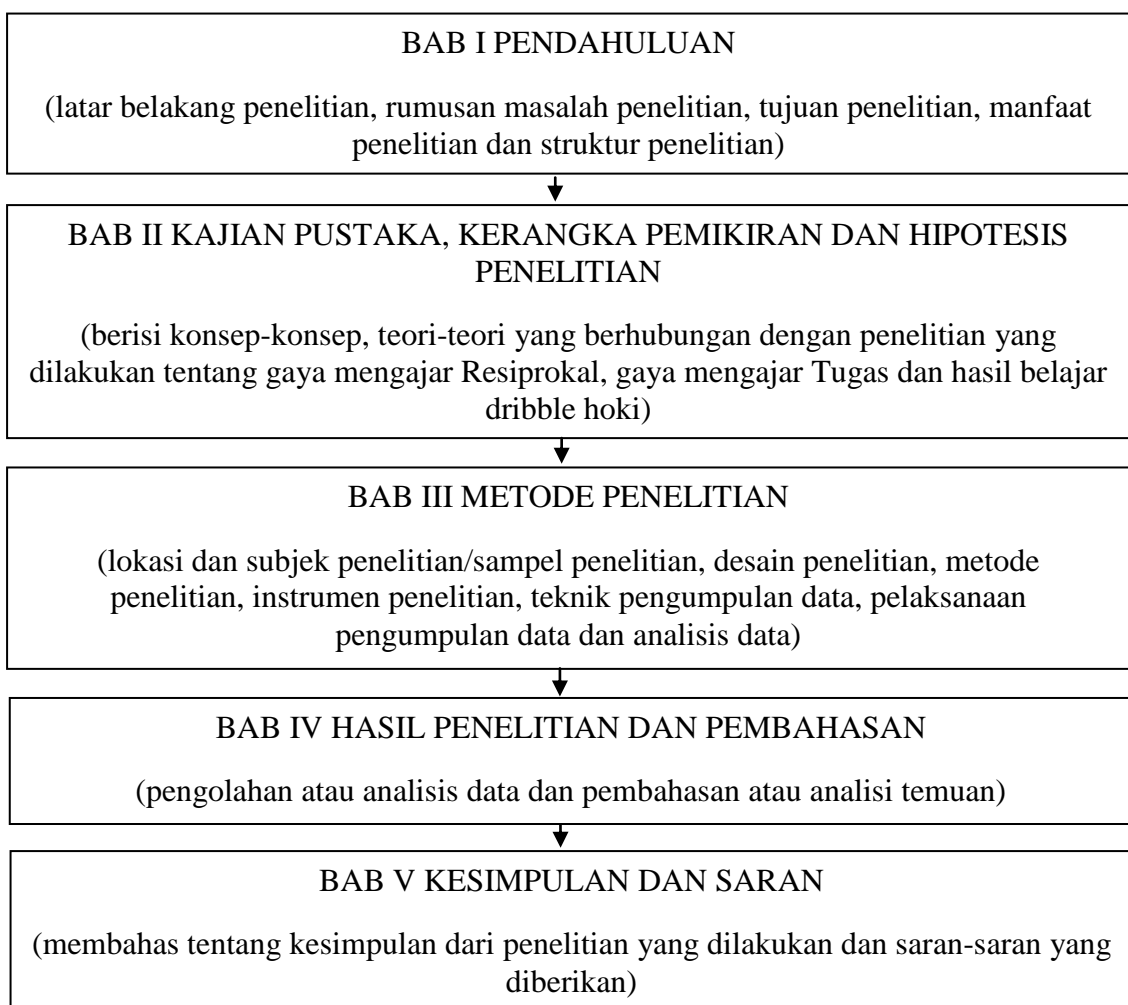 BAB I PENDAHULUAN
(latar belakang penelitian, rumusan masalah penelitian, tujuan penelitian, manfaat
penelitian dan struktur penelitian)
BAB II KAJIAN PUSTAKA, KERANGKA PEMIKIRAN DAN HIPOTESIS
PENELITIAN
(berisi konsep-konsep, teori-teori yang berhubungan dengan penelitian yang
dilakukan tentang gaya mengajar Resiprokal, gaya mengajar Tugas dan hasil belajar
dribble hoki)
BAB III METODE PENELITIAN
(lokasi dan subjek penelitian/sampel penelitian, desain penelitian, metode
penelitian, instrumen penelitian, teknik pengumpulan data, pelaksanaan
pengumpulan data dan analisis data)
BAB IV HASIL PENELITIAN DAN PEMBAHASAN
(pengolahan atau analisis data dan pembahasan atau analisi temuan)
BAB V KESIMPULAN DAN SARAN
(membahas tentang kesimpulan dari penelitian yang dilakukan dan saran-saran yang
diberikan)